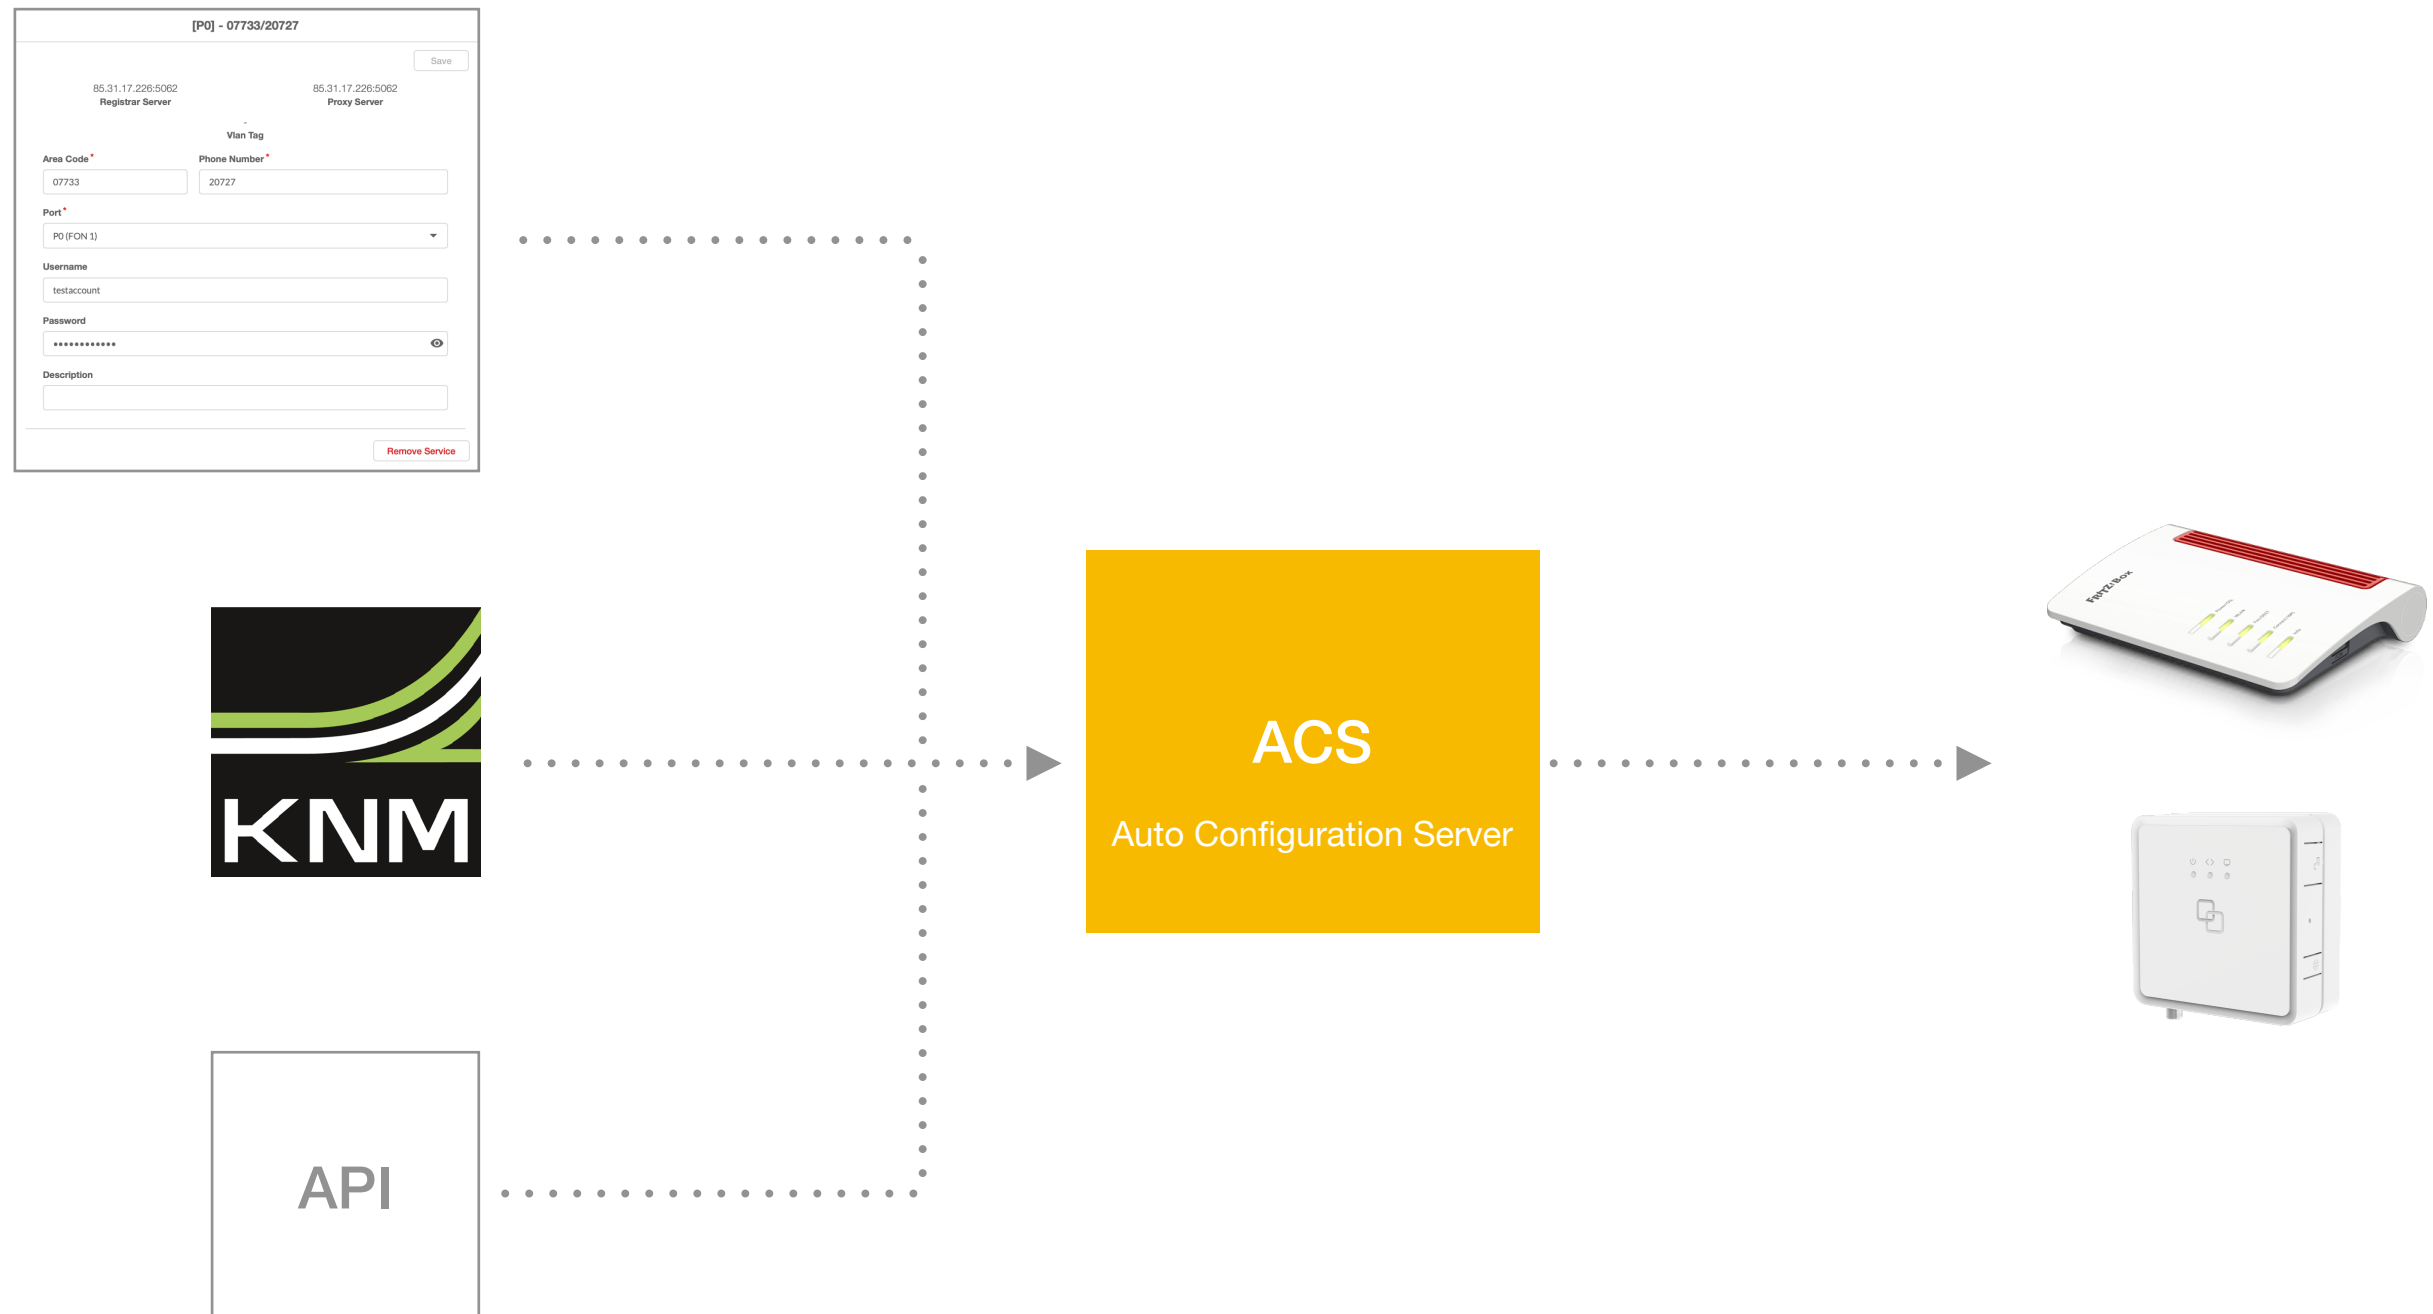 [P0] - 07733/20727
Save
85.31.17.226:5062
Registrar Server
85.31.17.226:5062
Proxy Server
-
Vlan Tag
Area Code*
Phone Number*
07733
20727
Port*
P0 (FON 1)
Username
testaccount
Password
••••••••••••
Description
Remove Service
KNM
API
ACS
Auto Configuration Server
FRITZ!Box